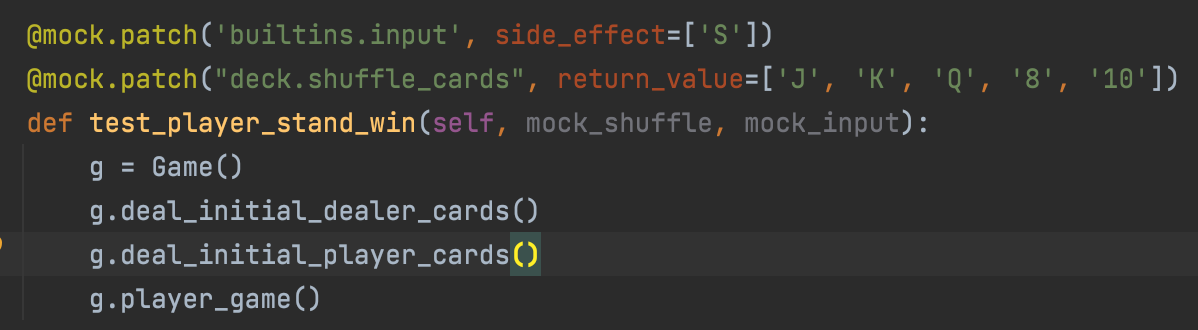 @mock.patch('builtins.input', side_effect=['S'])
@mock.patch("deck.shuffle_cards", return_value=['J', 'K', 'Q', '8', '10'])
def test_player_stand_win(self, mock_shuffle, mock_input):
    g = Game()
    g.deal_initial_dealer_cards()
    g.deal_initial_player_cards()
    g.player_game()